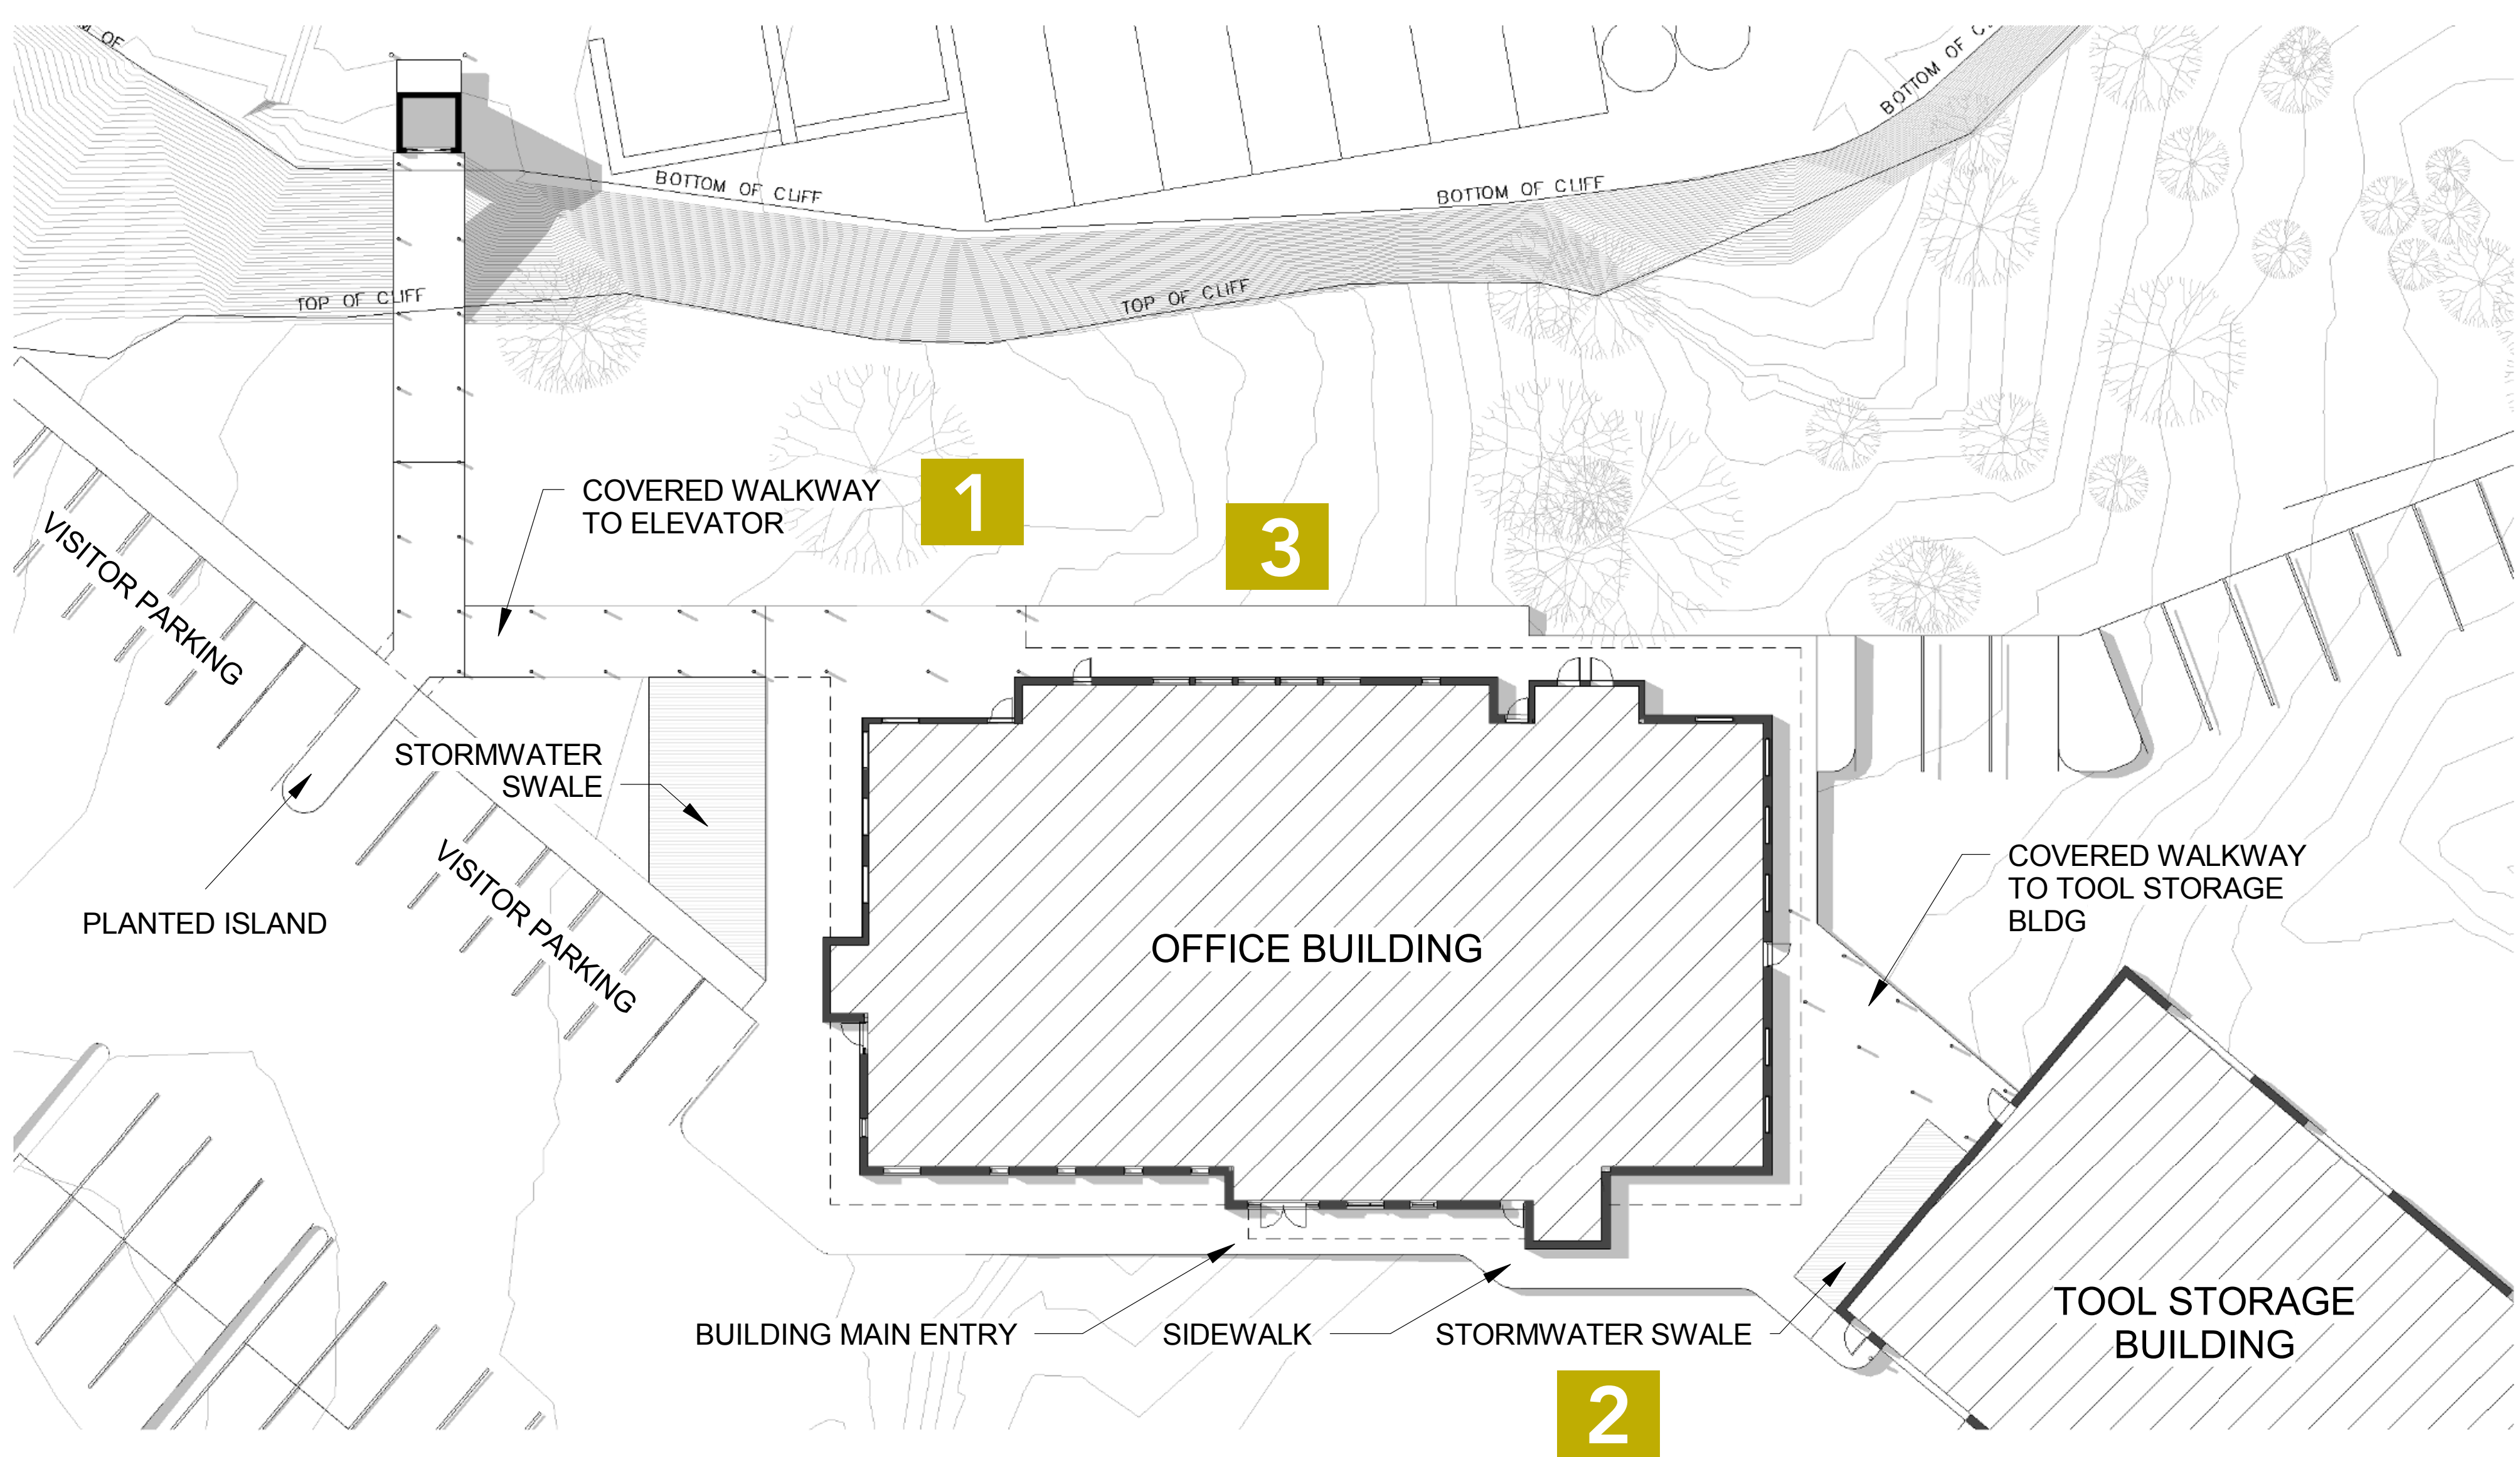 M OF
BOTTOM OF C
BOTTOM OF CLIFF
BOTTOM OF CLIFF
TOP OF CLIFF
TOP OF CLIFF
COVERED WALKWAY
TO ELEVATOR
1
3
VISITOR PARKING
STORMWATER
SWALE
VISITOR PARKING
PLANTED ISLAND
OFFICE BUILDING
COVERED WALKWAY
TO TOOL STORAGE
BLDG
BUILDING MAIN ENTRY
SIDEWALK
STORMWATER SWALE
TOOL STORAGE
BUILDING
2